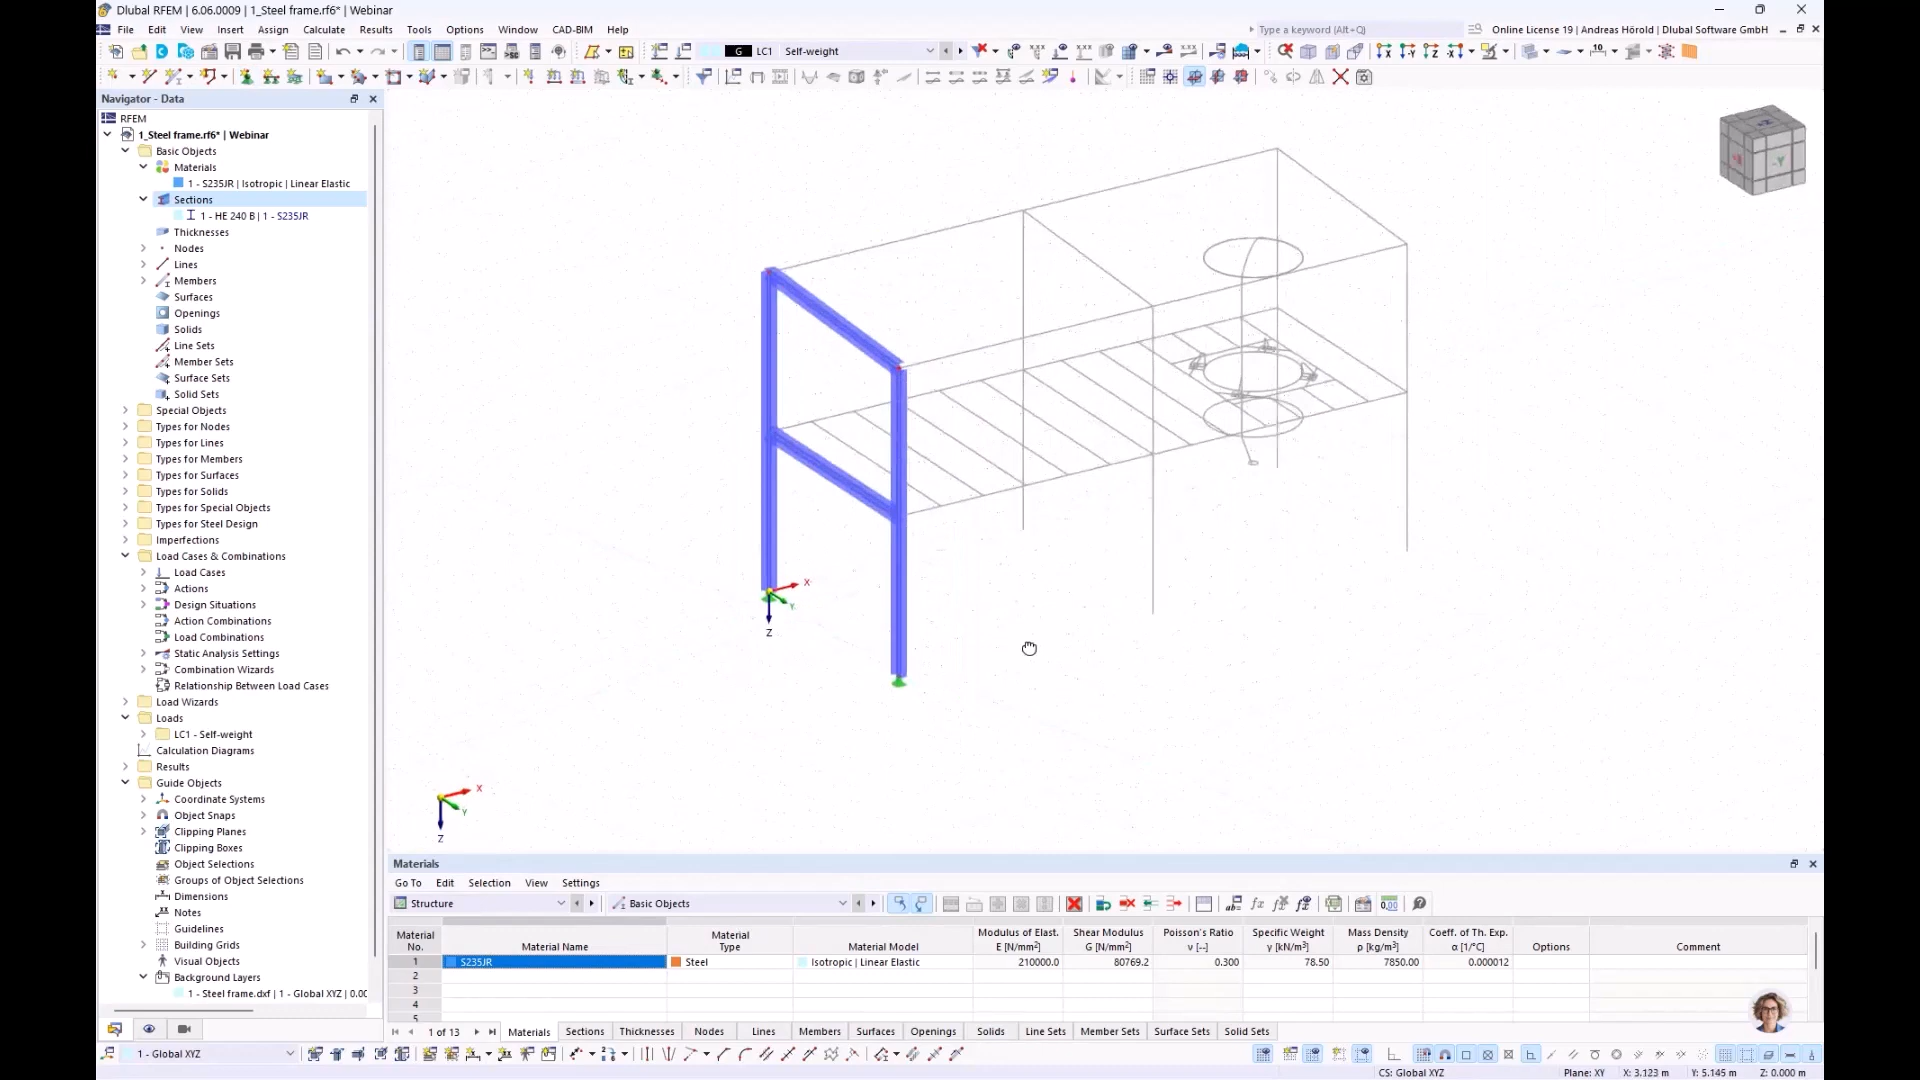 Dlubal RFEM | 6.06.0009 | 1_Steel frame.rf6* | Webinar
File Edit View Insert Assign Calculate Results Tools Options Window CAD-BIM Help
Type a keyword (Alt+Q)
Online License 19 | Andreas Hörold | Dlubal Software GmbH
G LC1 Self-weight
Navigator - Data
RFEM
1_Steel frame.rf6* | Webinar
Basic Objects
Materials
1 - S235JR | Isotropic | Linear Elastic
Sections
1 - HE 240 B | 1 - S235JR
Thicknesses
Nodes
Lines
Members
Surfaces
Openings
Solids
Line Sets
Member Sets
Surface Sets
Solid Sets
Special Objects
Types for Nodes
Types for Lines
Types for Members
Types for Surfaces
Types for Solids
Types for Special Objects
Types for Steel Design
Imperfections
Load Cases & Combinations
Load Cases
Actions
Design Situations
Action Combinations
Load Combinations
Static Analysis Settings
Combination Wizards
Relationship Between Load Cases
Load Wizards
Loads
LC1 - Self-weight
Calculation Diagrams
Results
Guide Objects
Coordinate Systems
Object Snaps
Clipping Planes
Clipping Boxes
Object Selections
Groups of Object Selections
Dimensions
Notes
Guidelines
Building Grids
Visual Objects
Background Layers
1 - Steel frame.dxf | 1 - Global XYZ | 0.00
1 - Global XYZ
+Z
-Y
X
Y
Z
X
Y
Z
Materials
Go To Edit Selection View Settings
Structure
Basic Objects
Material No.
Material Name
Material Type
Material Model
Modulus of Elast. E [N/mm²]
Shear Modulus G [N/mm²]
Poisson's Ratio ν [--]
Specific Weight γ [kN/m³]
Mass Density ρ [kg/m³]
Coeff. of Th. Exp. α [1/°C]
Options
Comment
1 S235JR Steel Isotropic | Linear Elastic 210000.0 80769.2 0.300 78.50 7850.00 0.000012
2
3
4
5
1 of 13
Materials Sections Thicknesses Nodes Lines Members Surfaces Openings Solids Line Sets Member Sets Surface Sets Solid Sets
CS: Global XYZ
Plane: XY
X: 3.123 m
Y: 5.145 m
Z: 0.000 m